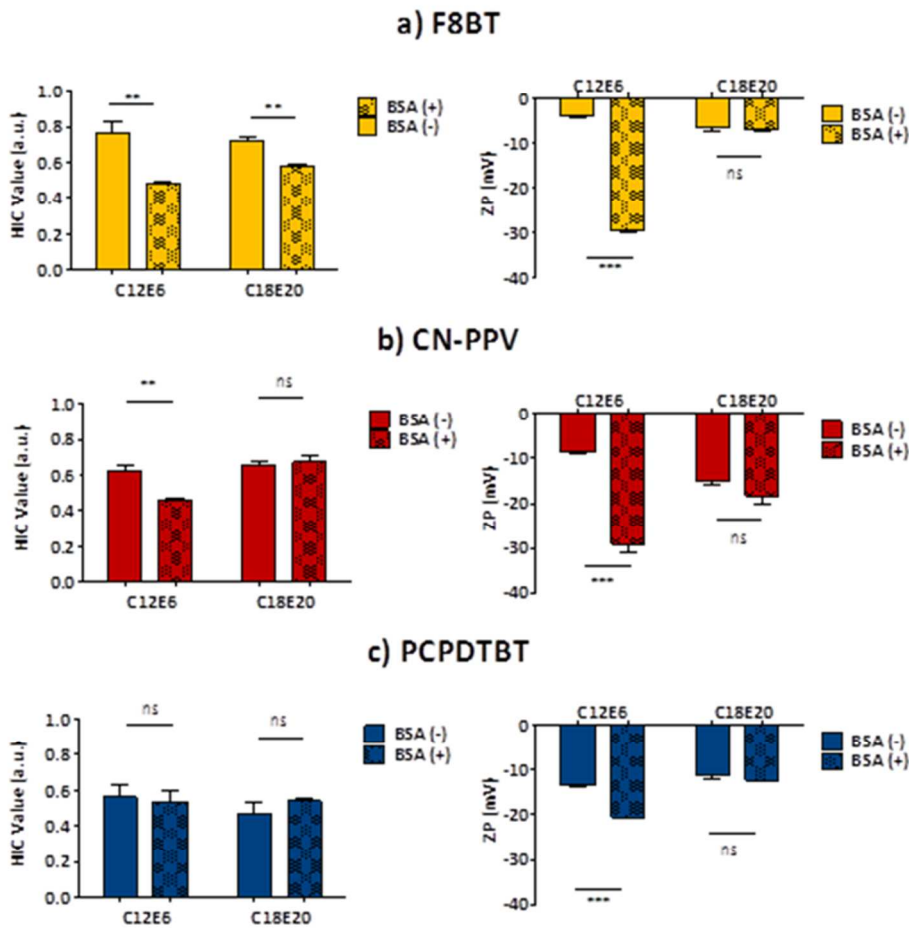 a) F8BT
HIC Value [a.u.]
1.0
0.8
0.6
0.4
0.2
0.0
**
**
C12E6
C18E20
BSA (+)
BSA (-)
ZP [mV]
C12E6
C18E20
0
-10
-20
-30
-40
***
ns
BSA (-)
BSA (+)
b) CN-PPV
HIC Value [a.u.]
1.0
0.8
0.6
0.4
0.2
0.0
**
ns
C12E6
C18E20
BSA (-)
BSA (+)
ZP [mV]
C12E6
C18E20
0
-10
-20
-30
-40
***
ns
BSA (-)
BSA (+)
c) PCPDTBT
HIC Value [a.u.]
1.0
0.8
0.6
0.4
0.2
0.0
ns
ns
C12E6
C18E20
BSA (-)
BSA (+)
ZP (mV)
C12E6
C18E20
0
-10
-20
-30
-40
***
ns
BSA (-)
BSA (+)